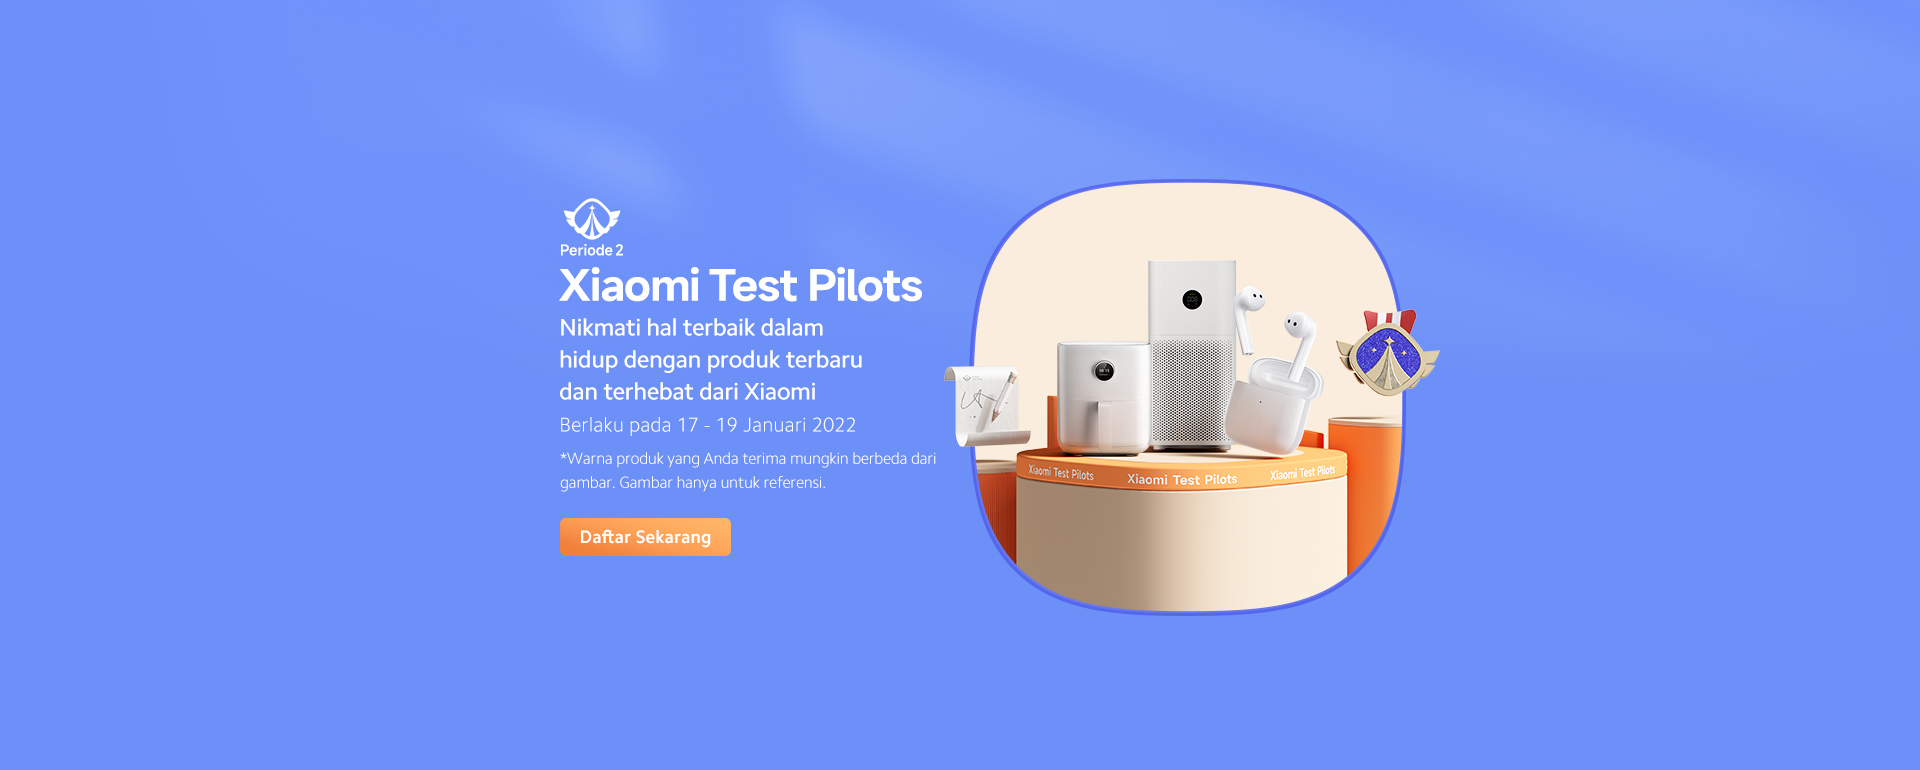 Periode 2
Xiaomi Test Pilots
Nikmati hal terbaik dalam
hidup dengan produk terbaru
dan terhebat dari Xiaomi
Berlaku pada 17 - 19 Januari 2022
*Warna produk yang Anda terima mungkin berbeda dari
gambar. Gambar hanya untuk referensi.
Daftar Sekarang
Xiaomi Test Pilots
Xiaomi Test Pilots
Xiaomi Test Pilots